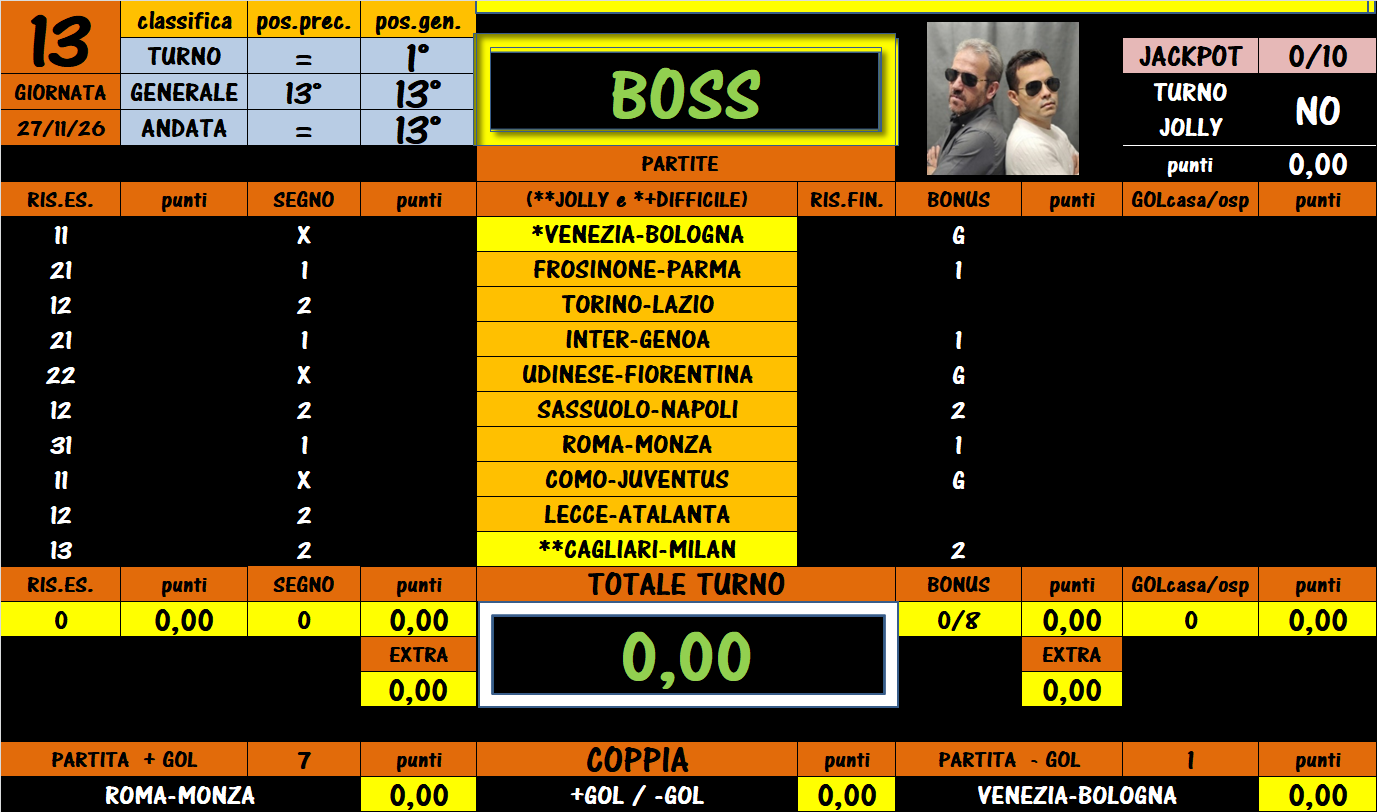 13 classifica pos.prec. pos.gen.
TURNO = 1°
GIORNATA GENERALE 13° 13°
27/11/26 ANDATA = 13°
BOSS
JACKPOT 0/10
TURNO JOLLY NO
punti 0,00
PARTITE
RIS.ES. punti SEGNO punti (**JOLLY e *+DIFFICILE) RIS.FIN. BONUS punti GOLcasa/osp punti
11 X *VENEZIA-BOLOGNA G
21 1 FROSINONE-PARMA 1
12 2 TORINO-LAZIO
21 1 INTER-GENOA 1
22 X UDINESE-FIORENTINA G
12 2 SASSUOLO-NAPOLI 2
31 1 ROMA-MONZA 1
11 X COMO-JUVENTUS G
12 2 LECCE-ATALANTA
13 2 **CAGLIARI-MILAN 2
RIS.ES. punti SEGNO punti TOTALE TURNO BONUS punti GOLcasa/osp punti
0 0,00 0 0,00 0,00 0/8 0,00 0 0,00
EXTRA EXTRA
0,00 0,00
PARTITA + GOL 7 punti COPPIA punti PARTITA - GOL 1 punti
ROMA-MONZA 0,00 +GOL / -GOL 0,00 VENEZIA-BOLOGNA 0,00